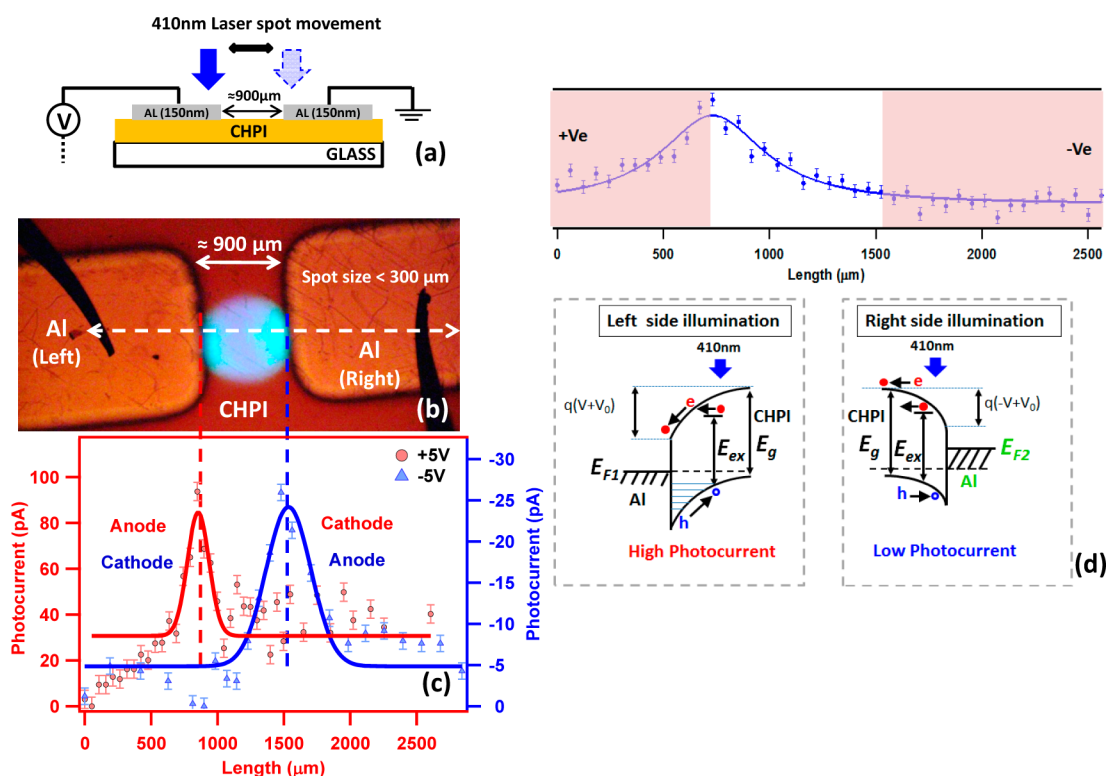 410nm Laser spot movement
≈900μm
V
AL (150nm)
AL (150nm)
CHPI
GLASS
(a)
≈ 900 μm
Spot size < 300 μm
Al
(Left)
Al
(Right)
CHPI
(b)
+5V
-5V
Anode
Cathode
Cathode
Anode
(c)
Photocurrent (pA)
100
80
60
40
20
0
-30
-25
-20
-15
-10
-5
0
Photocurrent (pA)
0 500 1000 1500 2000 2500
Length (μm)
+Ve
-Ve
0 500 1000 1500 2000 2500
Length (μm)
Left side illumination
410nm
q(V+V0)
e
CHPI
EF1
Eex
Eg
Al
h
High Photocurrent
Right side illumination
410nm
e
CHPI
q(-V+V0)
Eg
Eex
EF2
Al
h
Low Photocurrent
(d)